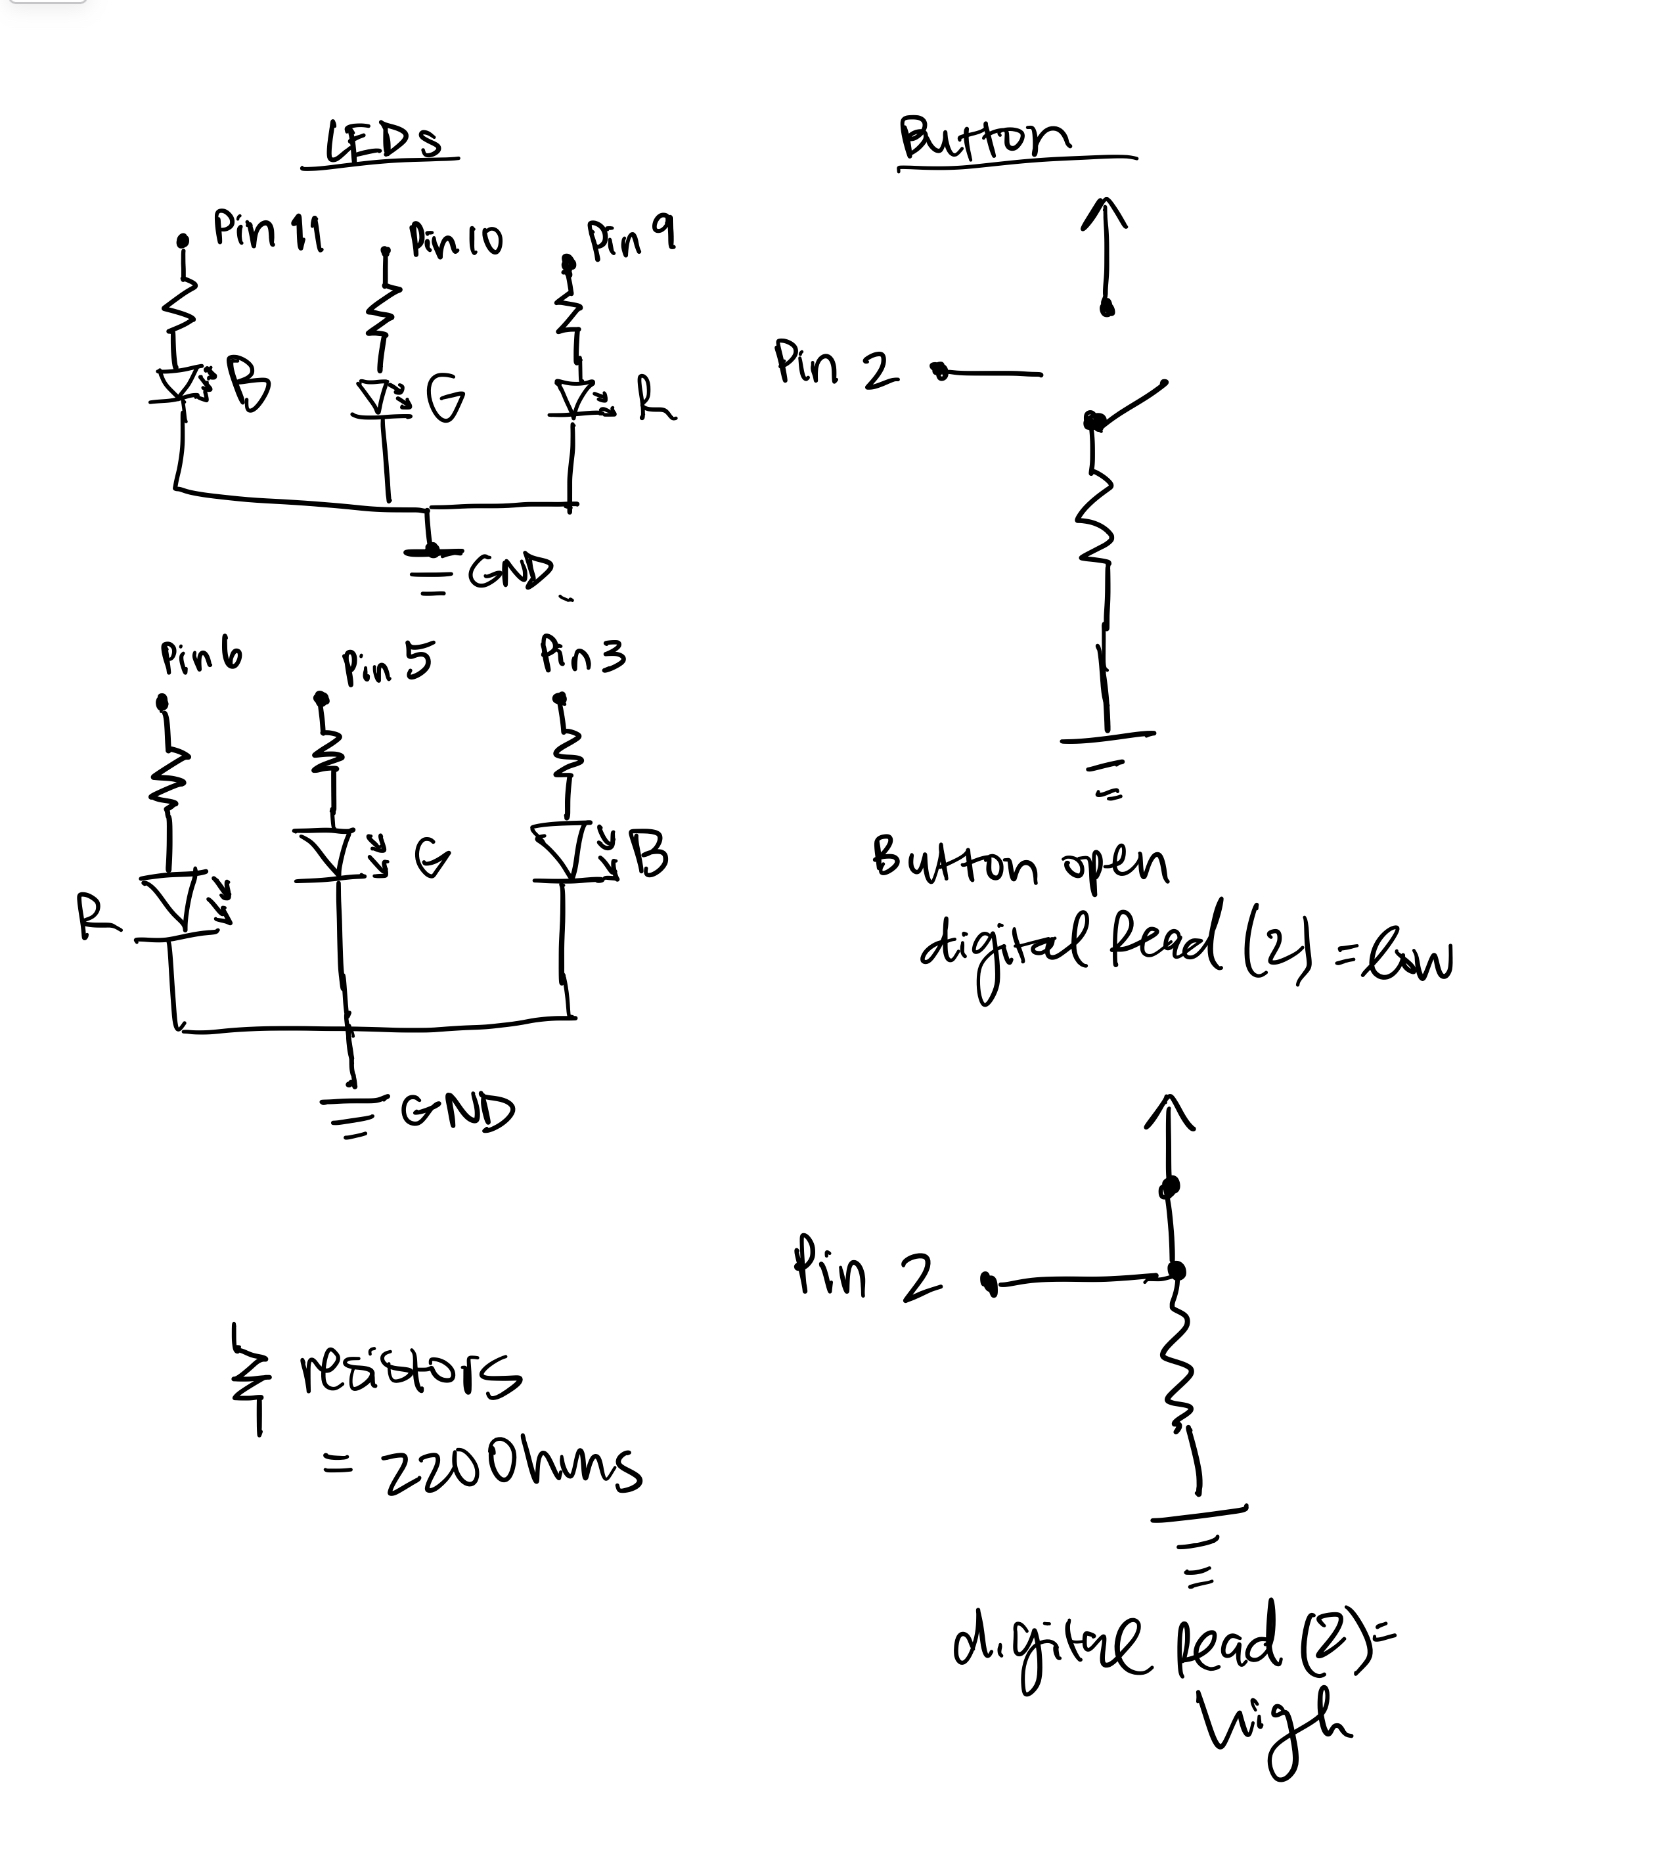 LEDs
Pin 11
Pin 10
Pin 9
B
G
R
GND
Pin 6
Pin 5
Pin 3
R
G
B
GND
resistors
= 220 Ohms
Button
Pin 2
Button open
digital Read (2) = low
Pin 2
digital Read (2) =
high